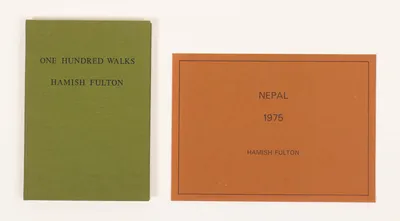 ONE HUNDRED WALKS
HAMISH FULTON
NEPAL
1975
HAMISH FULTON